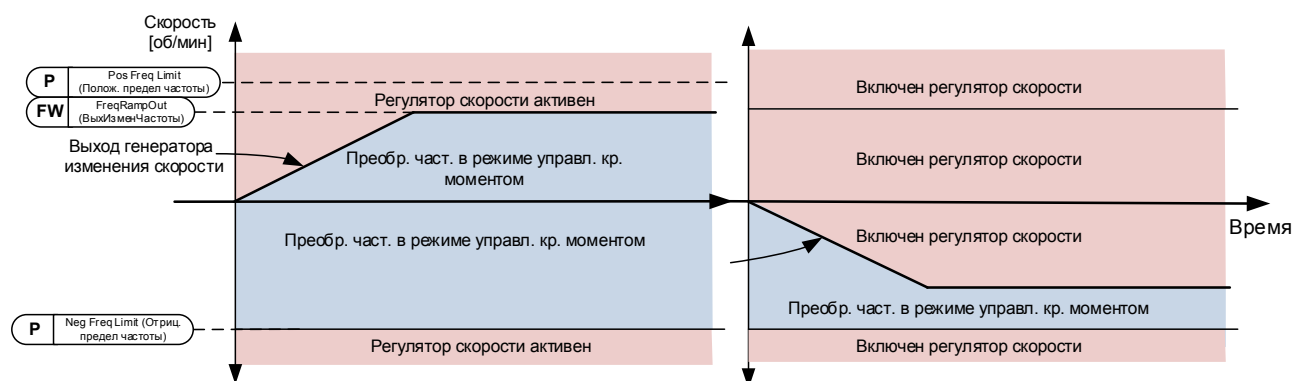 Скорость
[об/мин]
P
Pos Freq Limit
(Полож. предел частоты)
FW
FreqRampOut
(ВыхИзменЧастоты)
Выход генератора
изменения скорости
Регулятор скорости активен
Преобр. част. в режиме управл. кр.
моментом
Преобр. част. в режиме управл. кр. моментом
P
Neg Freq Limit (Отриц.
предел частоты)
Регулятор скорости активен
Включен регулятор скорости
Включен регулятор скорости
Время
Включен регулятор скорости
Преобр. част. в режиме управл. кр. моментом
Включен регулятор скорости